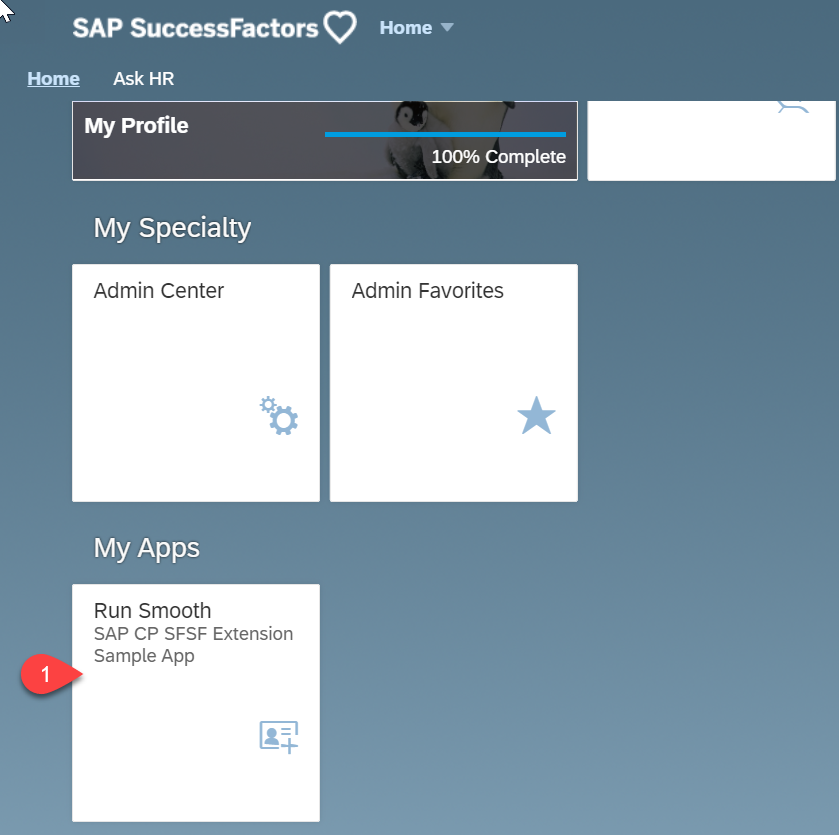 SAP SuccessFactors Home
Home Ask HR
My Profile
100% Complete
My Specialty
Admin Center Admin Favorites
My Apps
Run Smooth
SAP CP SFSF Extension
Sample App
1